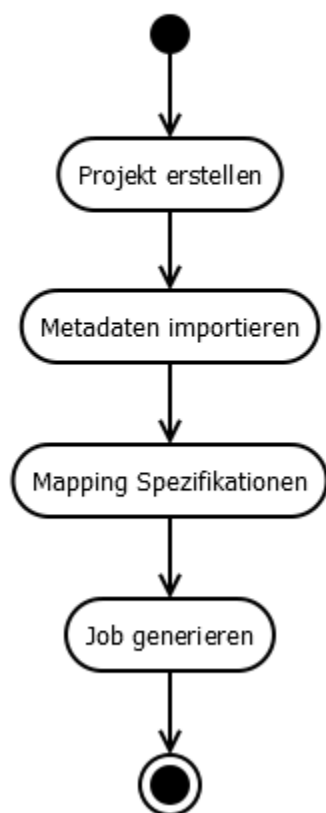 Projekt erstellen
Metadaten importieren
Mapping Spezifikationen
Job generieren